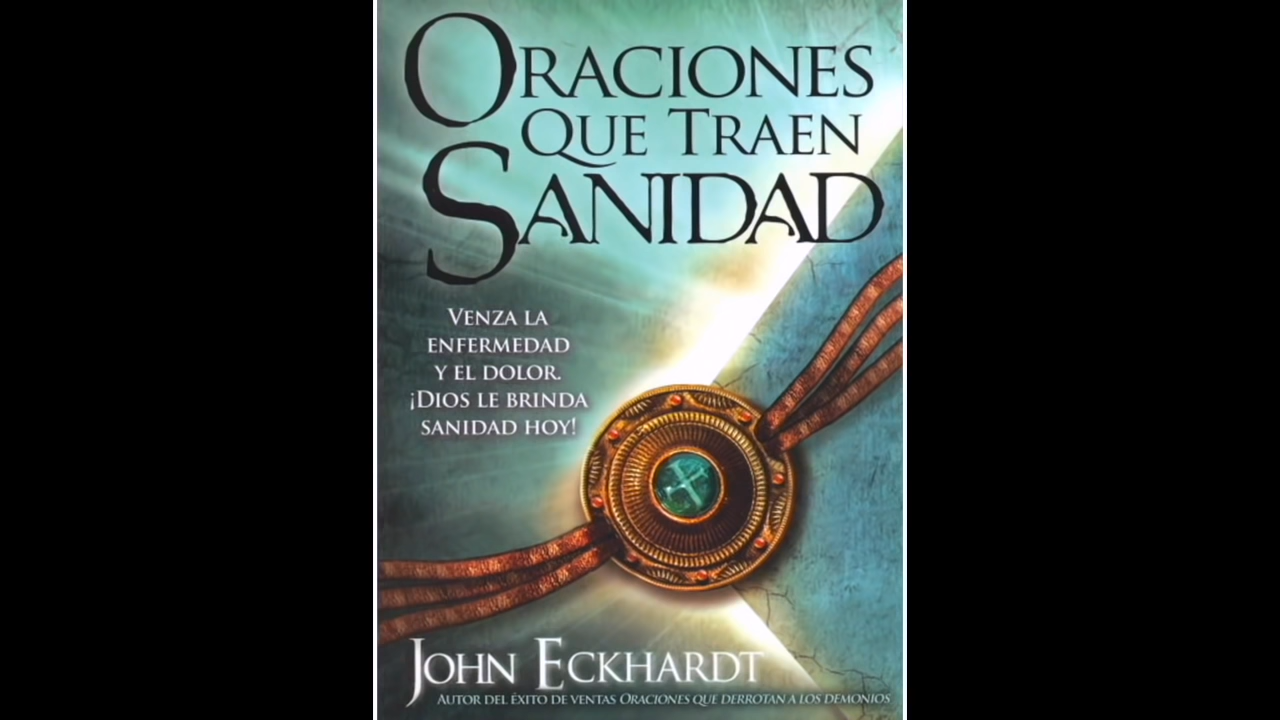 ORACIONES
QUE TRAEN
SANIDAD
VENZA LA
ENFERMEDAD
Y EL DOLOR.
¡DIOS LE BRINDA
SANIDAD HOY!
JOHN ECKHARDT
AUTOR DEL ÉXITO DE VENTAS ORACIONES QUE DERROTAN A LOS DEMONIOS